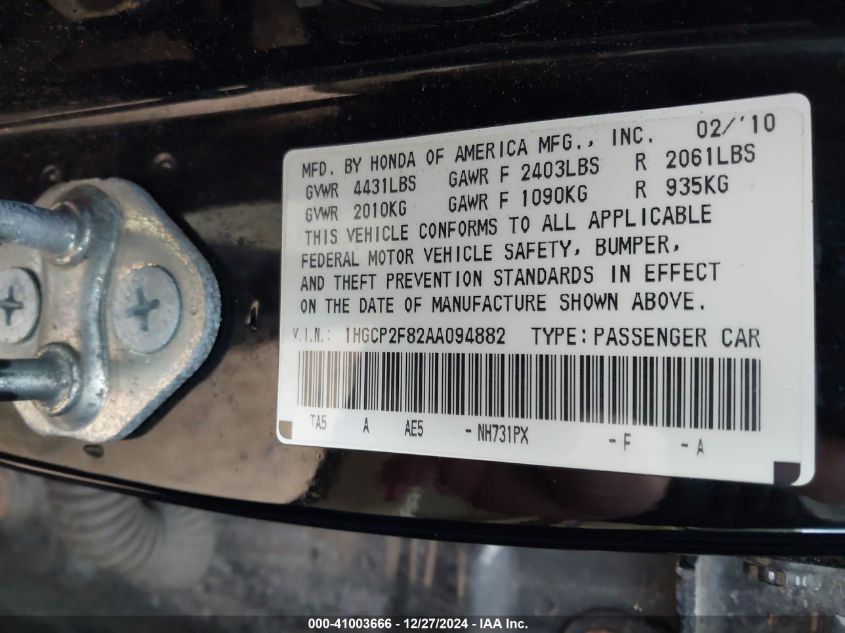 MFD. BY HONDA OF AMERICA MFG., INC. 02/'10
GVWR 4431LBS GAWR F 2403LBS R 2061LBS
GVWR 2010KG GAWR F 1090KG R 935KG
THIS VEHICLE CONFORMS TO ALL APPLICABLE
FEDERAL MOTOR VEHICLE SAFETY, BUMPER,
AND THEFT PREVENTION STANDARDS IN EFFECT
ON THE DATE OF MANUFACTURE SHOWN ABOVE.
V.I.N.: 1HGCP2F82AA094882 TYPE: PASSENGER CAR
TA5 A AE5 - NH731PX - F - A
000-41003666 - 12/27/2024 - NH - 731P